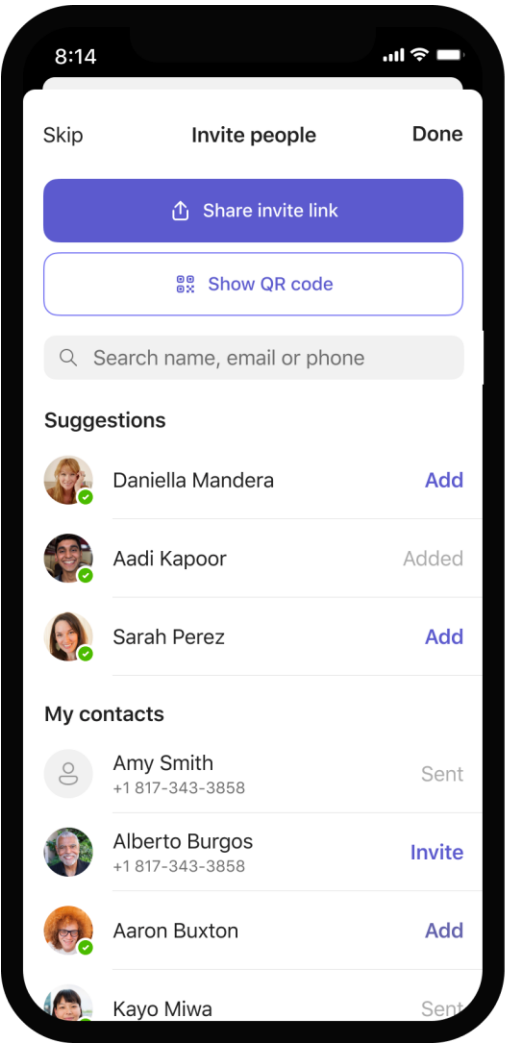 8:14
Skip Invite people Done
Share invite link
Show QR code
Search name, email or phone
Suggestions
Daniella Mandera Add
Aadi Kapoor Added
Sarah Perez Add
My contacts
Amy Smith Sent
+1 817-343-3858
Alberto Burgos Invite
+1 817-343-3858
Aaron Buxton Add
Kayo Miwa Sent